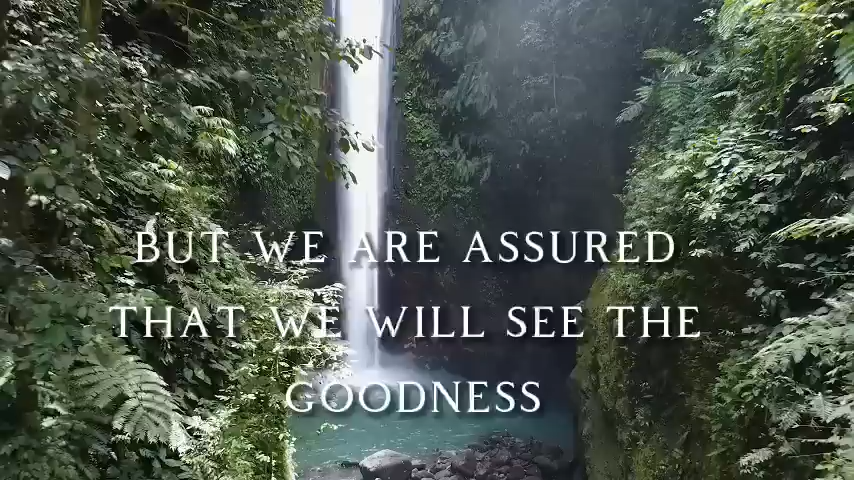 BUT WE ARE ASSURED
THAT WE WILL SEE THE
GOODNESS